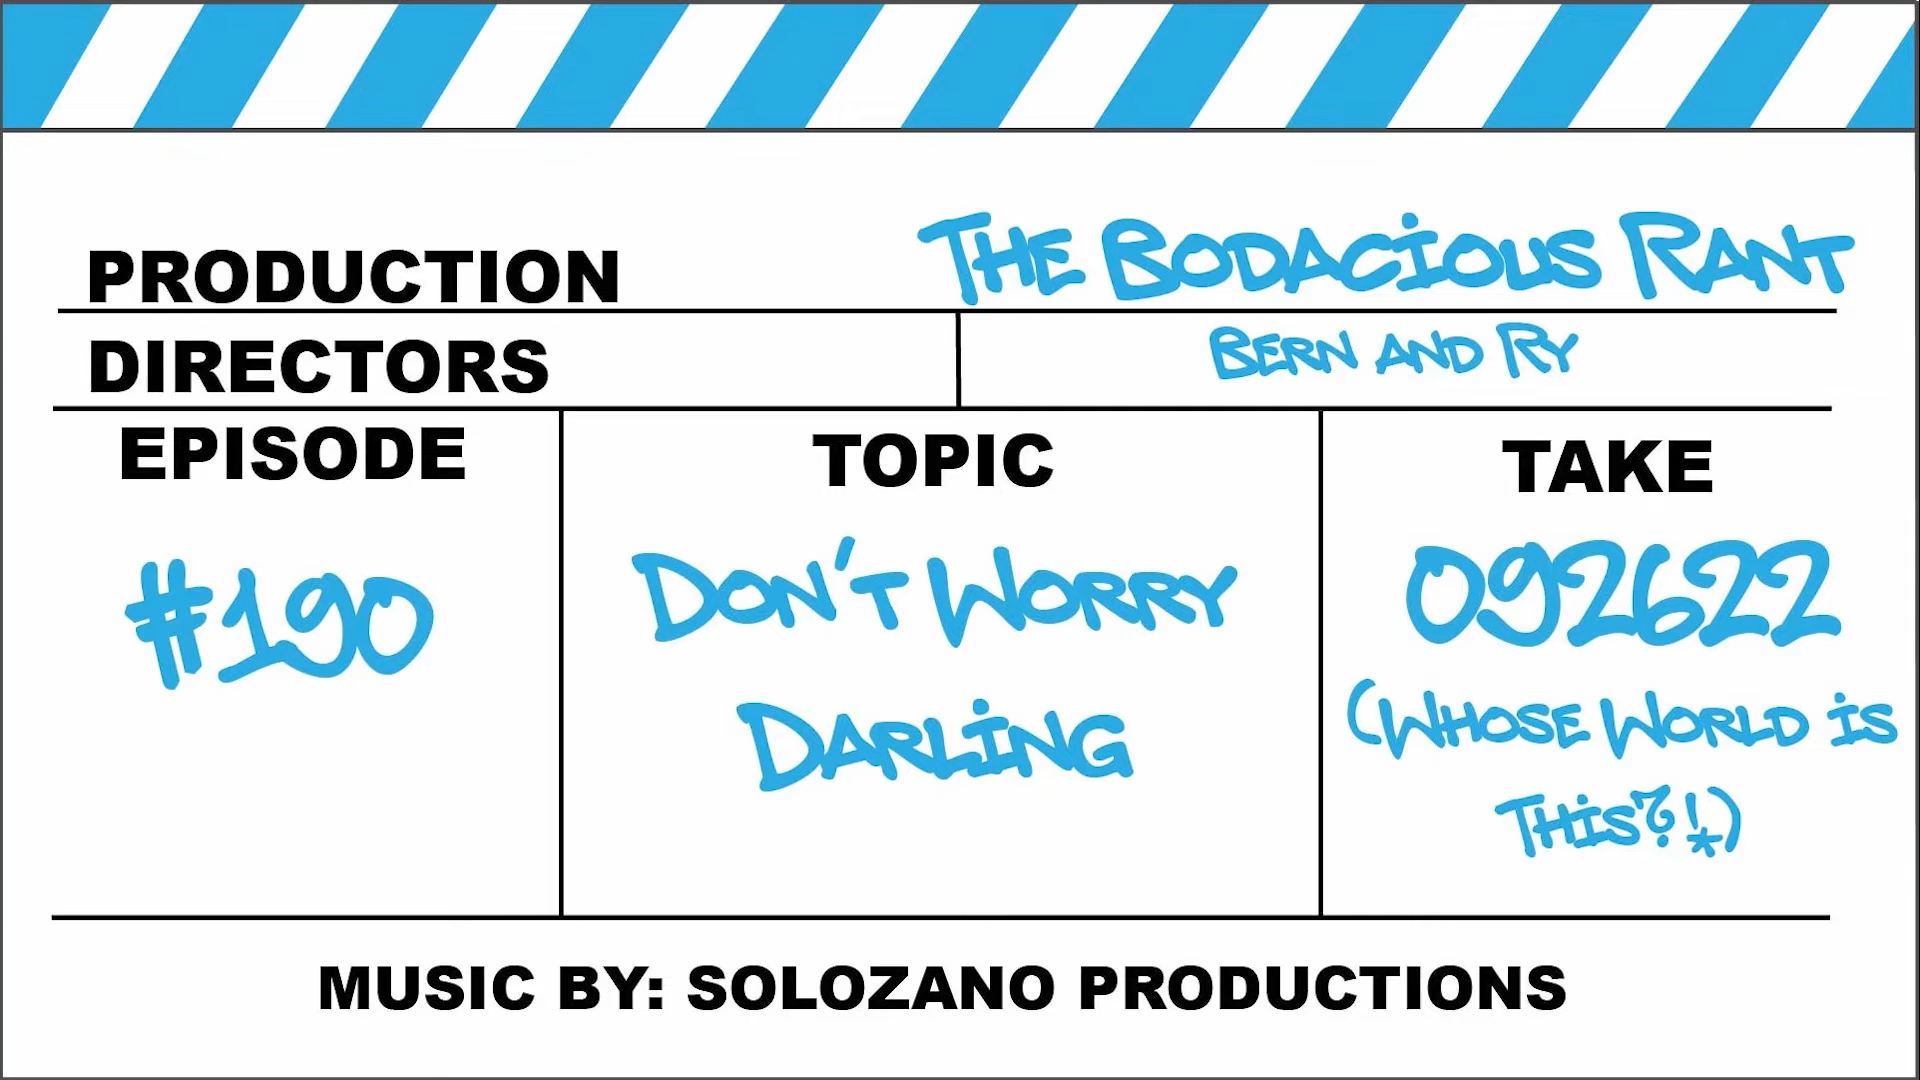 PRODUCTION THE BODACIOUS RANT
DIRECTORS BERN AND RY
EPISODE
#190
TOPIC
DON'T WORRY
DARLING
TAKE
092622
(WHOSE WORLD IS
THIS?!*)
MUSIC BY: SOLOZANO PRODUCTIONS